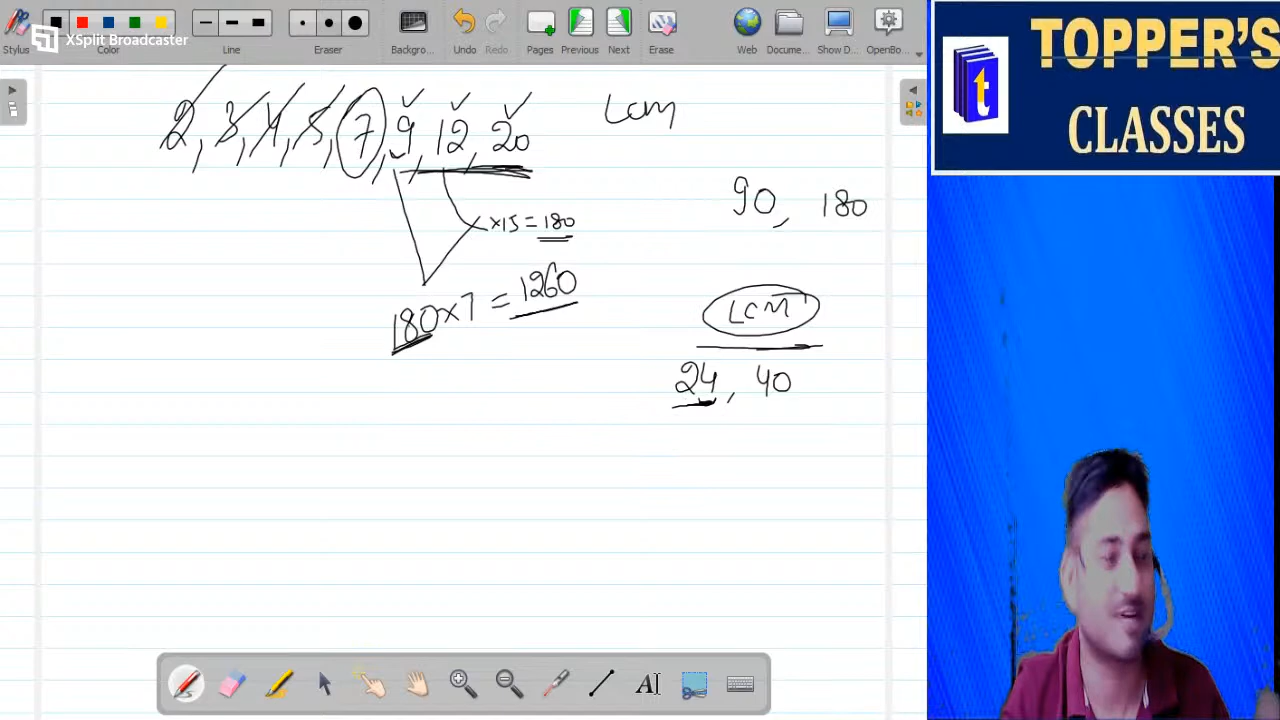 Stylus
Color
Line
Eraser
Backgro...
Undo
Redo
Pages
Previous
Next
Erase
Web
Docume...
Show D...
OpenBo...
XSplit Broadcaster
TOPPER'S
CLASSES
t
2, 3, 4, 5, 7, 9, 12, 20
LCM
90, 180
×15 = 180
180×7 = 1260
LCM
24, 40
A